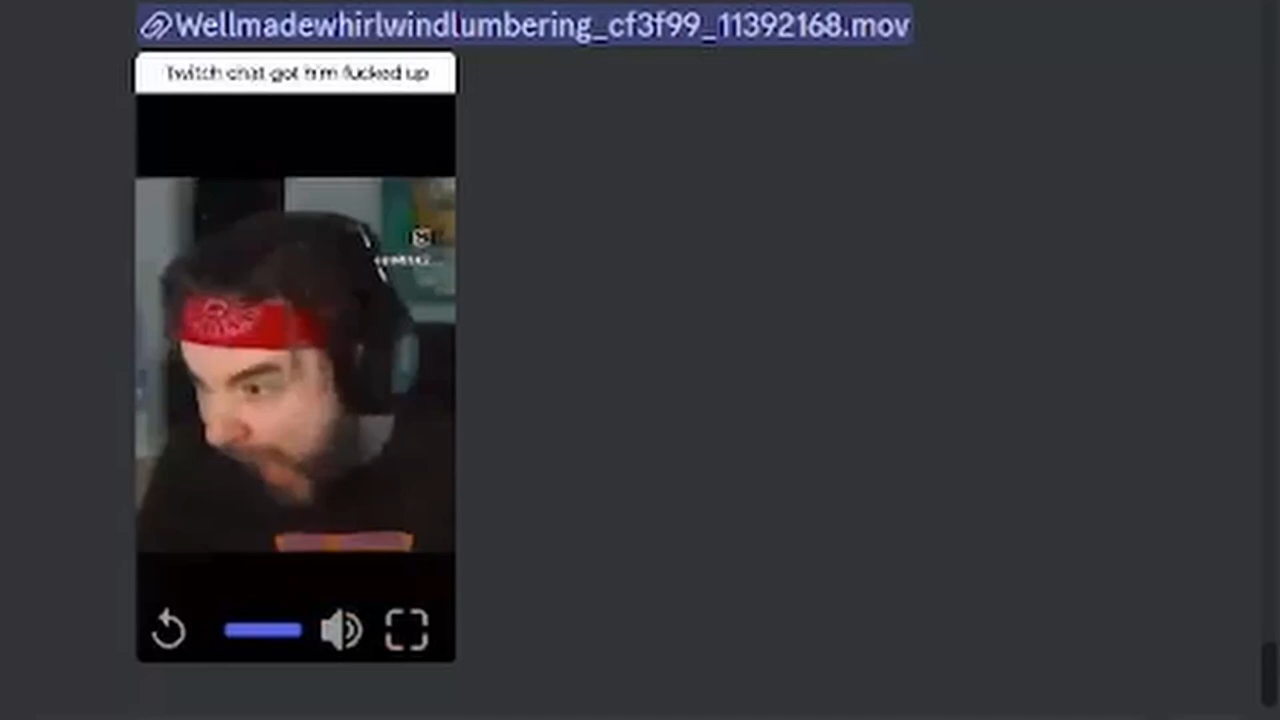 Wellmadewhirlwindlumbering_cf3f99_11392168.mov
Twitch chat got him fucked up